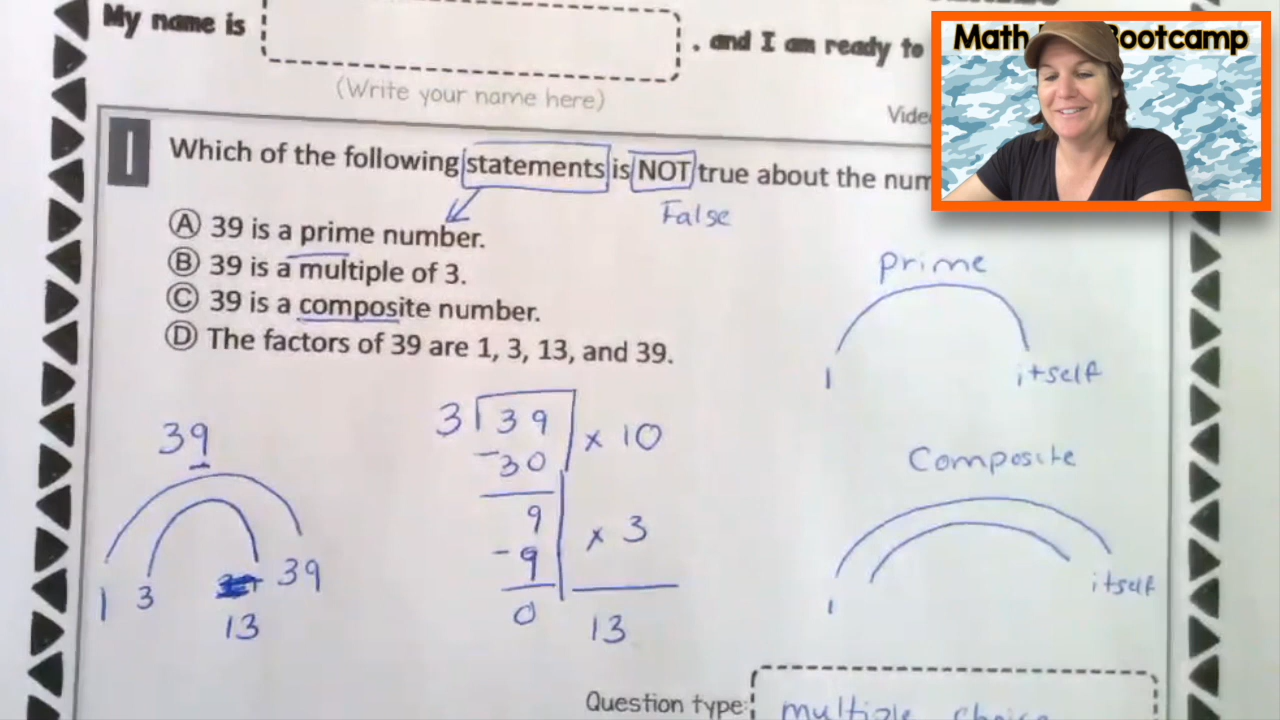 My name is , and I am ready to
(Write your name here)
Math Bootcamp
1 Which of the following statements is NOT true about the
False
A 39 is a prime number.
B 39 is a multiple of 3.
C 39 is a composite number.
D The factors of 39 are 1, 3, 13, and 39.
prime
1 itself
39
1 3 39
13
3 39 x 10
-30
9 x 3
-9
0 13
Composite
1 itself
Question type:
multiple choice